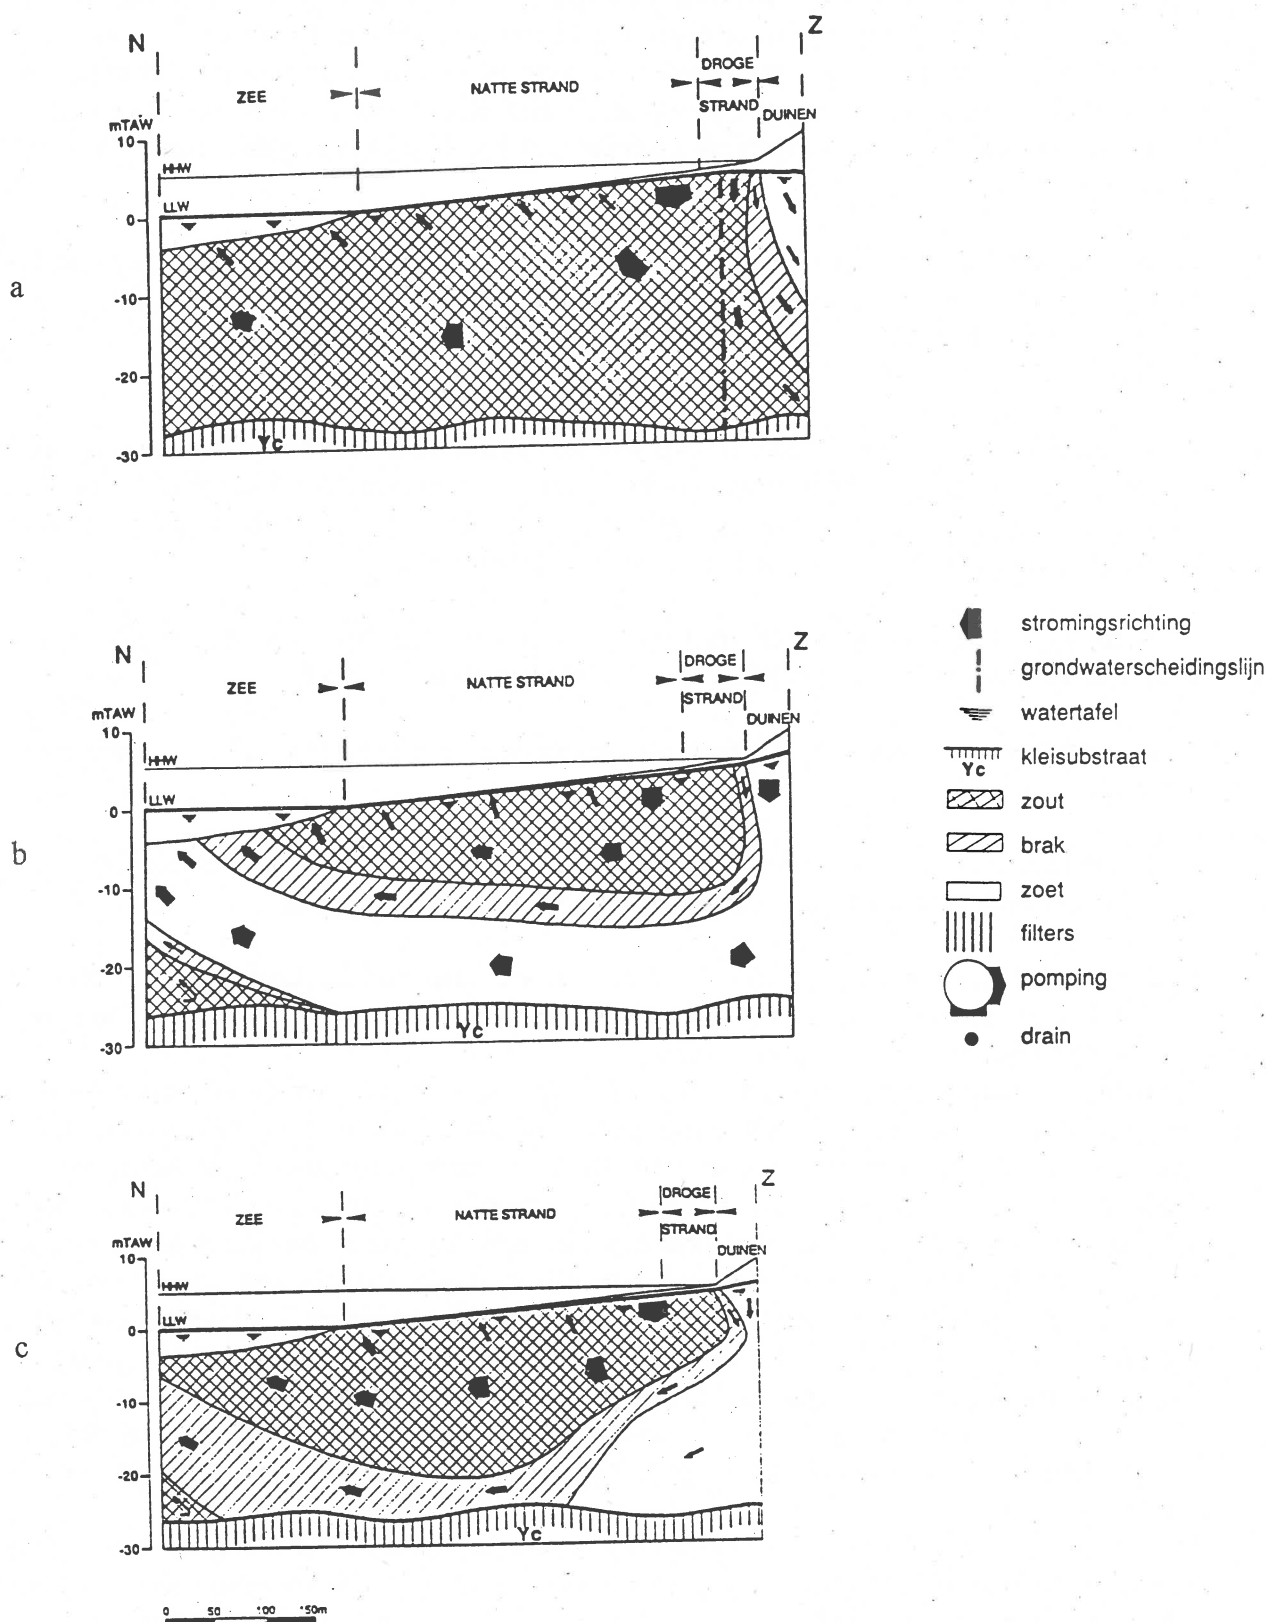 N
Z
ZEE
NATTE STRAND
DROGE
STRAND
DUINEN
mTAW
10
HHW
LLW
0
-10
-20
-30
Yc
a
N
Z
ZEE
NATTE STRAND
DROGE
STRAND
DUINEN
mTAW
10
HHW
LLW
0
-10
-20
-30
Yc
b
stromingsrichting
grondwaterscheidingslijn
watertafel
kleisubstraat
Yc
zout
brak
zoet
filters
pomping
drain
N
Z
ZEE
NATTE STRAND
DROGE
STRAND
DUINEN
mTAW
10
HHW
LLW
0
-10
-20
-30
Yc
c
0 50 100 150m